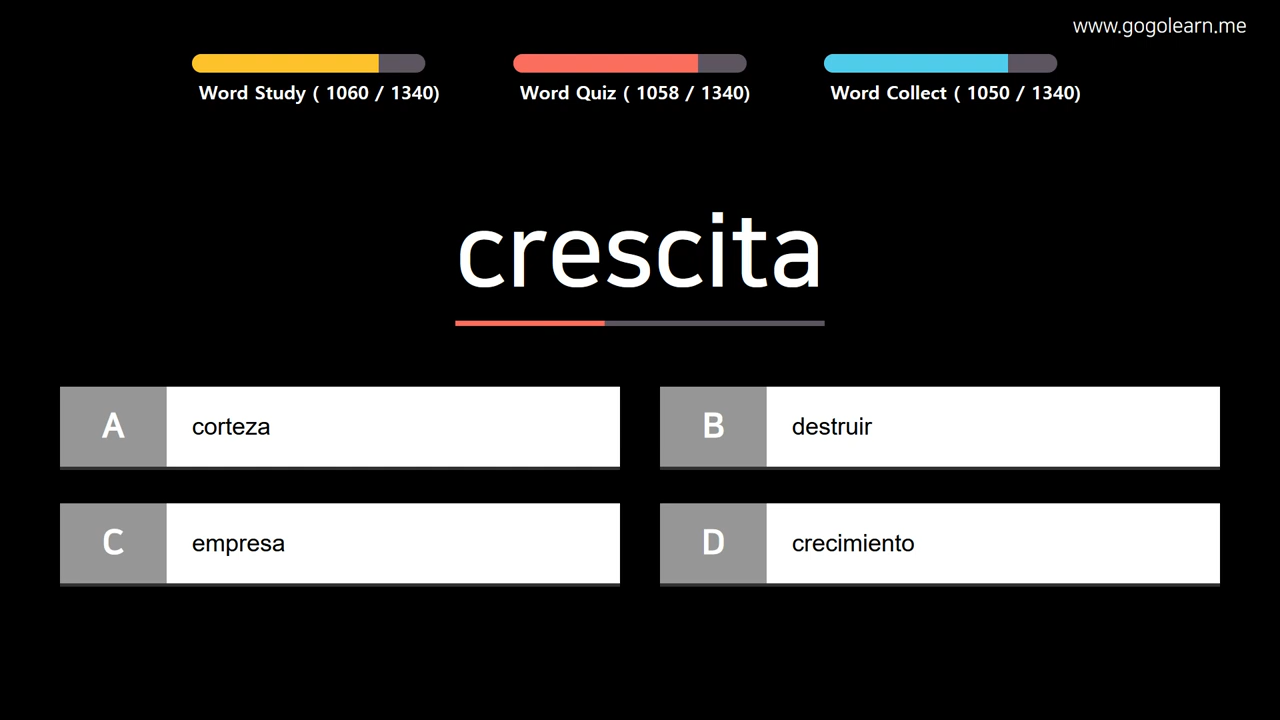 www.gogolearn.me
Word Study ( 1060 / 1340)
Word Quiz ( 1058 / 1340)
Word Collect ( 1050 / 1340)
crescita
A corteza
B destruir
C empresa
D crecimiento